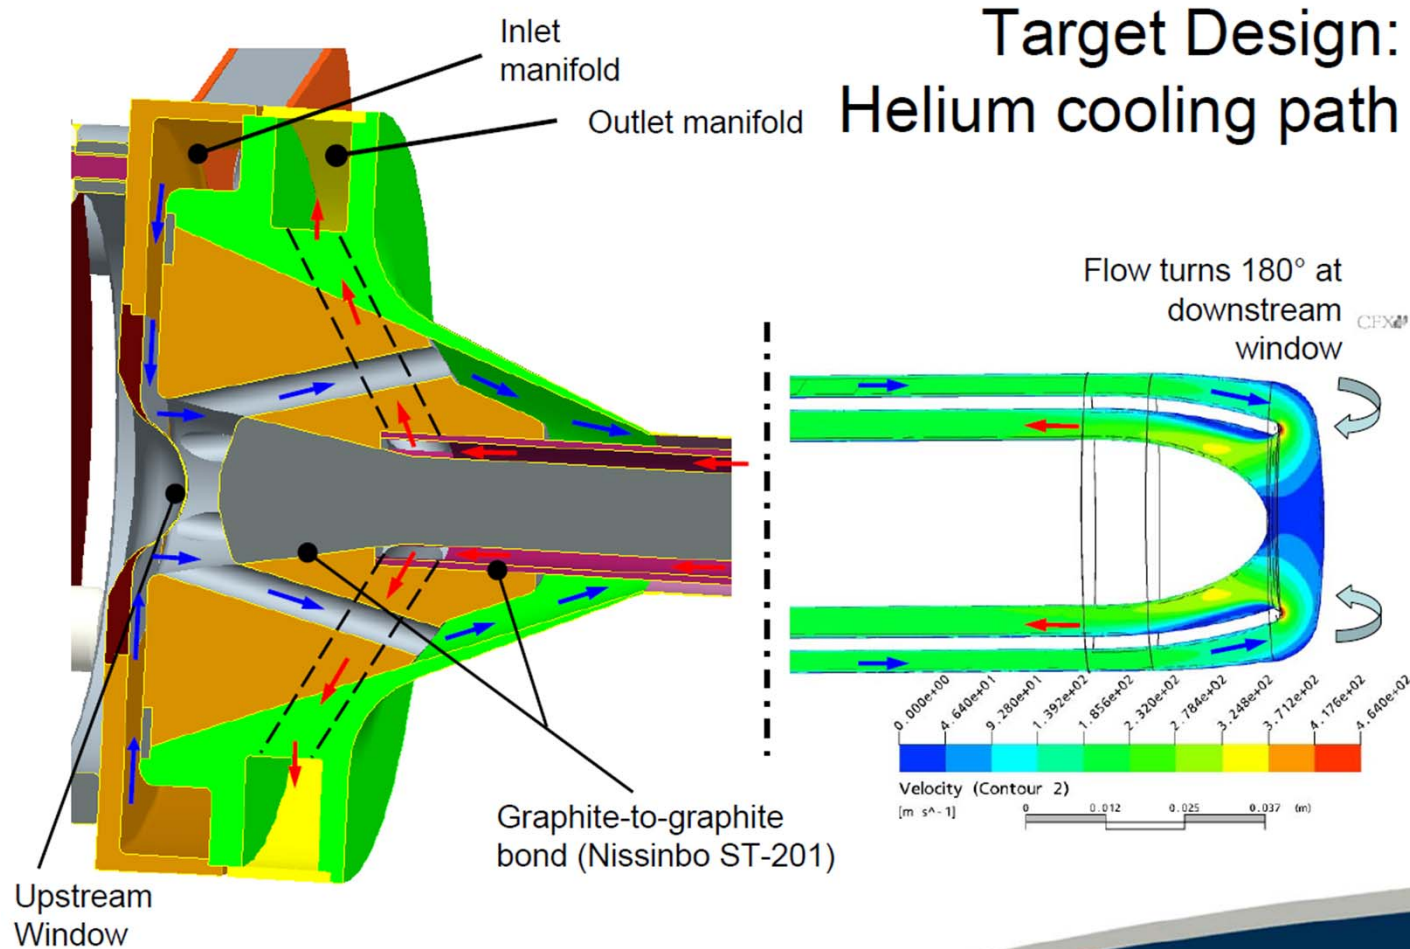 Target Design:
Helium cooling path
Inlet
manifold
Outlet manifold
Flow turns 180° at
downstream
window
CFX
0.000e+00
4.640e+01
9.280e+01
1.392e+02
1.856e+02
2.320e+02
2.784e+02
3.248e+02
3.712e+02
4.176e+02
4.640e+02
Velocity (Contour 2)
[m s^-1]
0 0.012 0.025 0.037 (m)
Graphite-to-graphite
bond (Nissinbo ST-201)
Upstream
Window